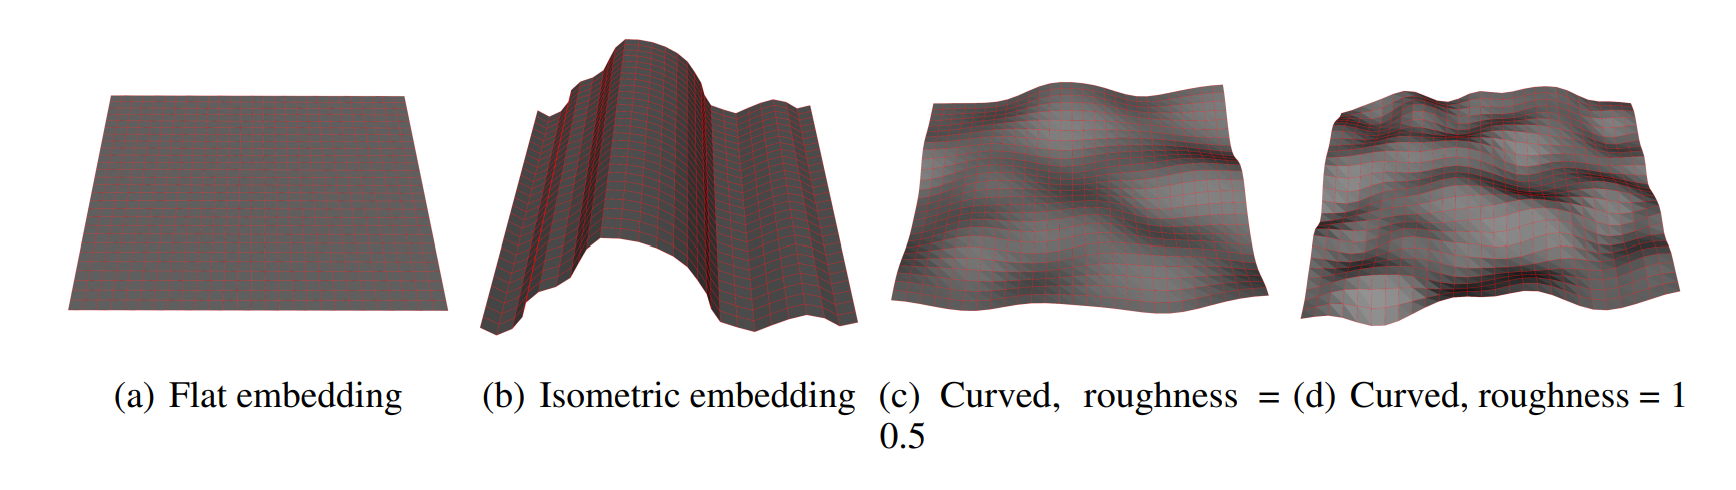 (a) Flat embedding
(b) Isometric embedding
(c) Curved, roughness =
0.5
(d) Curved, roughness = 1